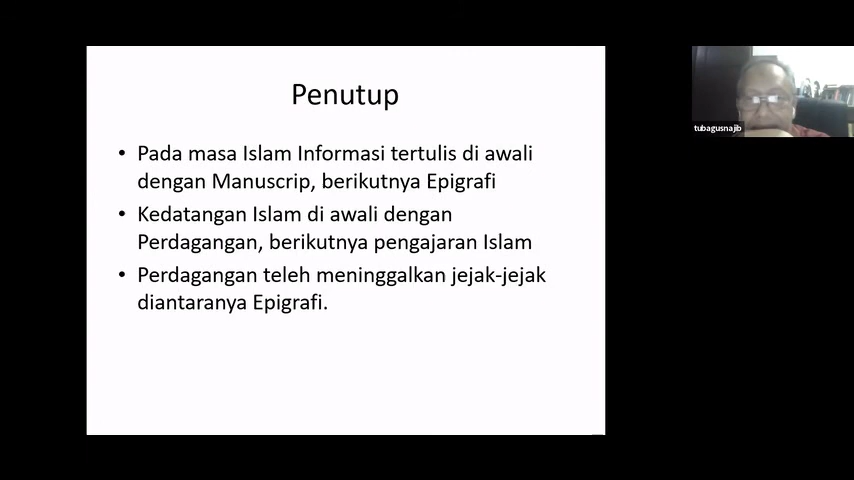 Penutup
• Pada masa Islam Informasi tertulis di awali
dengan Manuscrip, berikutnya Epigrafi
• Kedatangan Islam di awali dengan
Perdagangan, berikutnya pengajaran Islam
• Perdagangan teleh meninggalkan jejak-jejak
diantaranya Epigrafi.
tubagusnajib